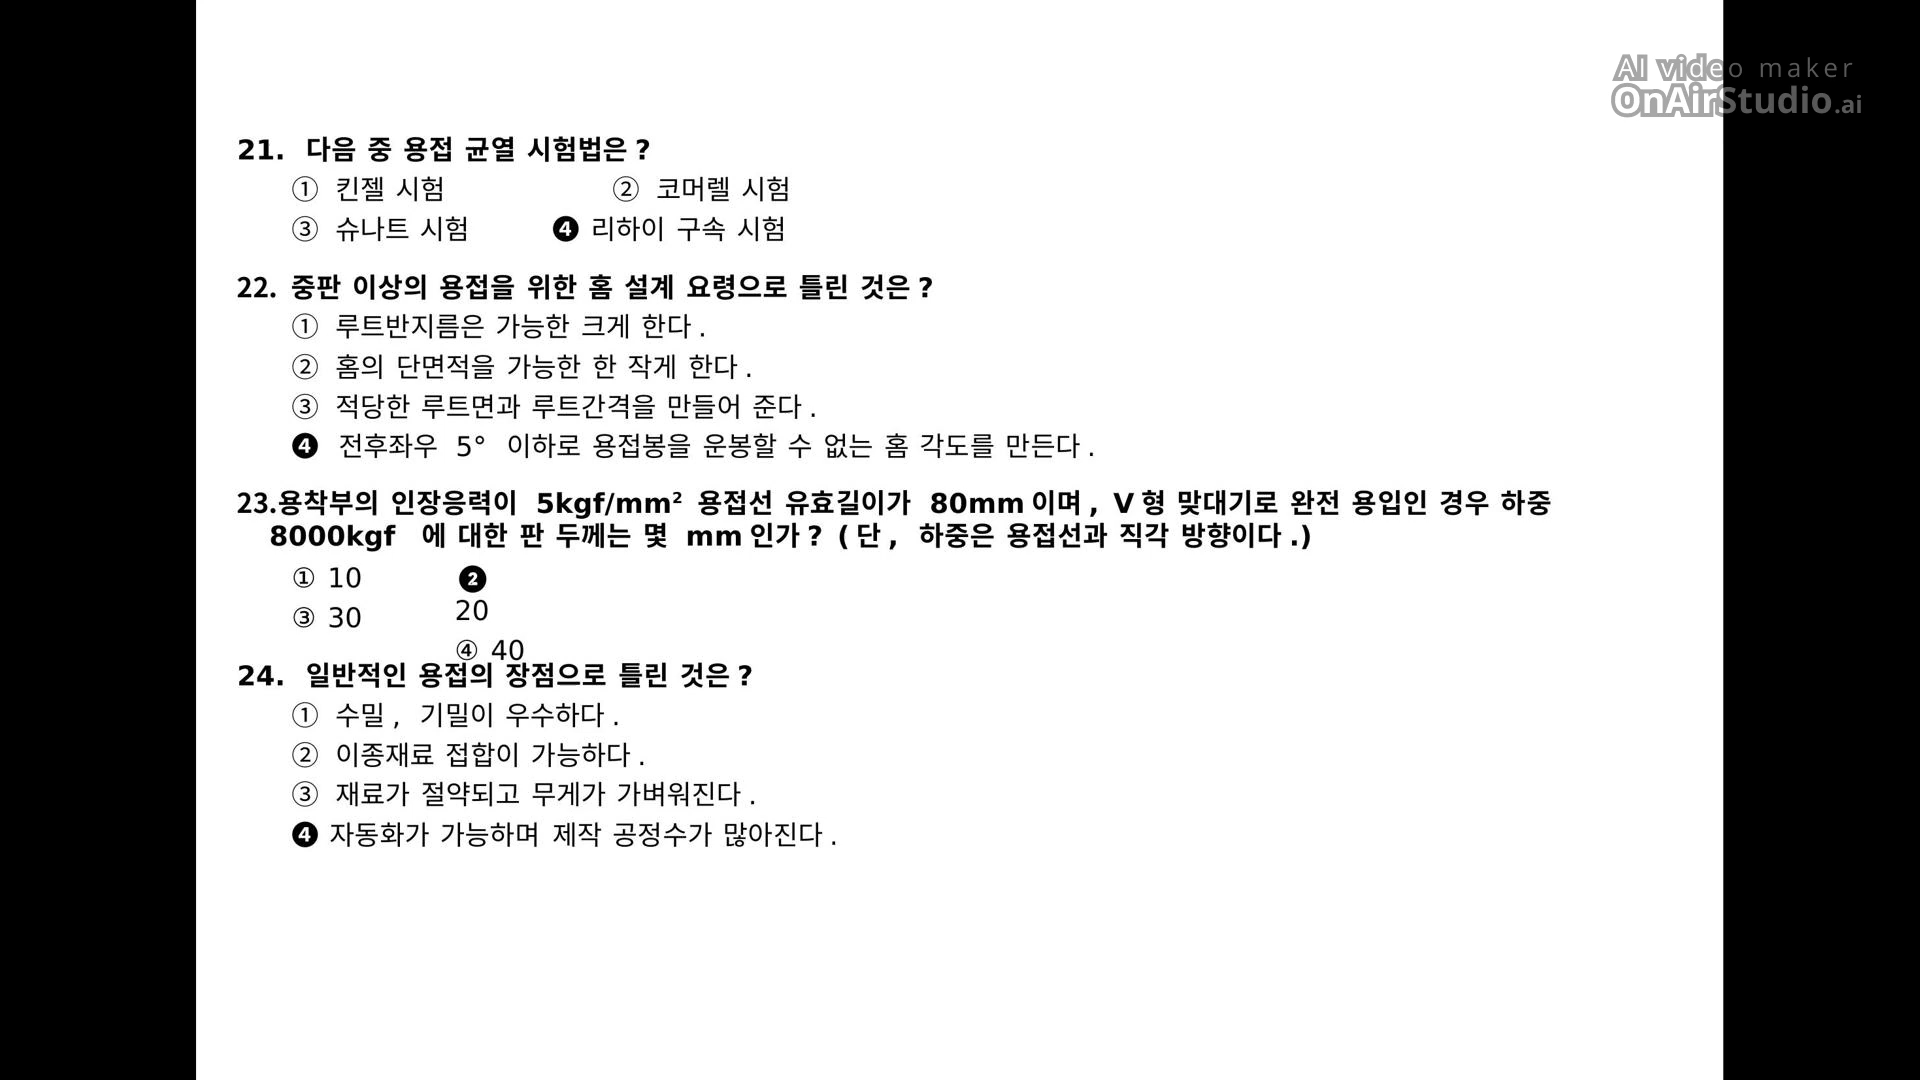 AI video maker
OnAirStudio.ai
21. 다음 중 용접 균열 시험법은?
① 킨젤 시험 ② 코머렐 시험
③ 슈나트 시험 ❹ 리하이 구속 시험
22. 중판 이상의 용접을 위한 홈 설계 요령으로 틀린 것은?
① 루트반지름은 가능한 크게 한다.
② 홈의 단면적을 가능한 한 작게 한다.
③ 적당한 루트면과 루트간격을 만들어 준다.
❹ 전후좌우 5° 이하로 용접봉을 운봉할 수 없는 홈 각도를 만든다.
23.용착부의 인장응력이 5kgf/mm² 용접선 유효길이가 80mm이며, V형 맞대기로 완전 용입인 경우 하중
8000kgf 에 대한 판 두께는 몇 mm인가? (단, 하중은 용접선과 직각 방향이다.)
① 10 ❷
20
③ 30
④ 40
24. 일반적인 용접의 장점으로 틀린 것은?
① 수밀, 기밀이 우수하다.
② 이종재료 접합이 가능하다.
③ 재료가 절약되고 무게가 가벼워진다.
❹ 자동화가 가능하며 제작 공정수가 많아진다.